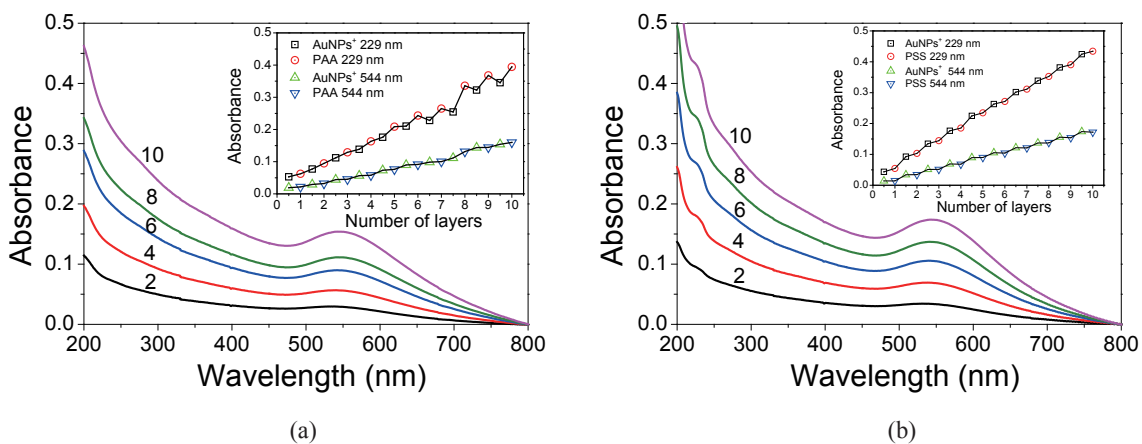 0.5
0.4
0.3
0.2
0.1
0.0
Absorbance
200 300 400 500 600 700 800
Wavelength (nm)
10
8
6
4
2
0.5
0.4
0.3
0.2
0.1
0.0
Absorbance
AuNPs⁺ 229 nm
PAA 229 nm
AuNPs⁺ 544 nm
PAA 544 nm
0 1 2 3 4 5 6 7 8 9 10
Number of layers
(a)
0.5
0.4
0.3
0.2
0.1
0.0
Absorbance
200 300 400 500 600 700 800
Wavelength (nm)
10
8
6
4
2
0.5
0.4
0.3
0.2
0.1
0.0
Absorbance
AuNPs⁺ 229 nm
PSS 229 nm
AuNPs⁺ 544 nm
PSS 544 nm
0 1 2 3 4 5 6 7 8 9 10
Number of layers
(b)